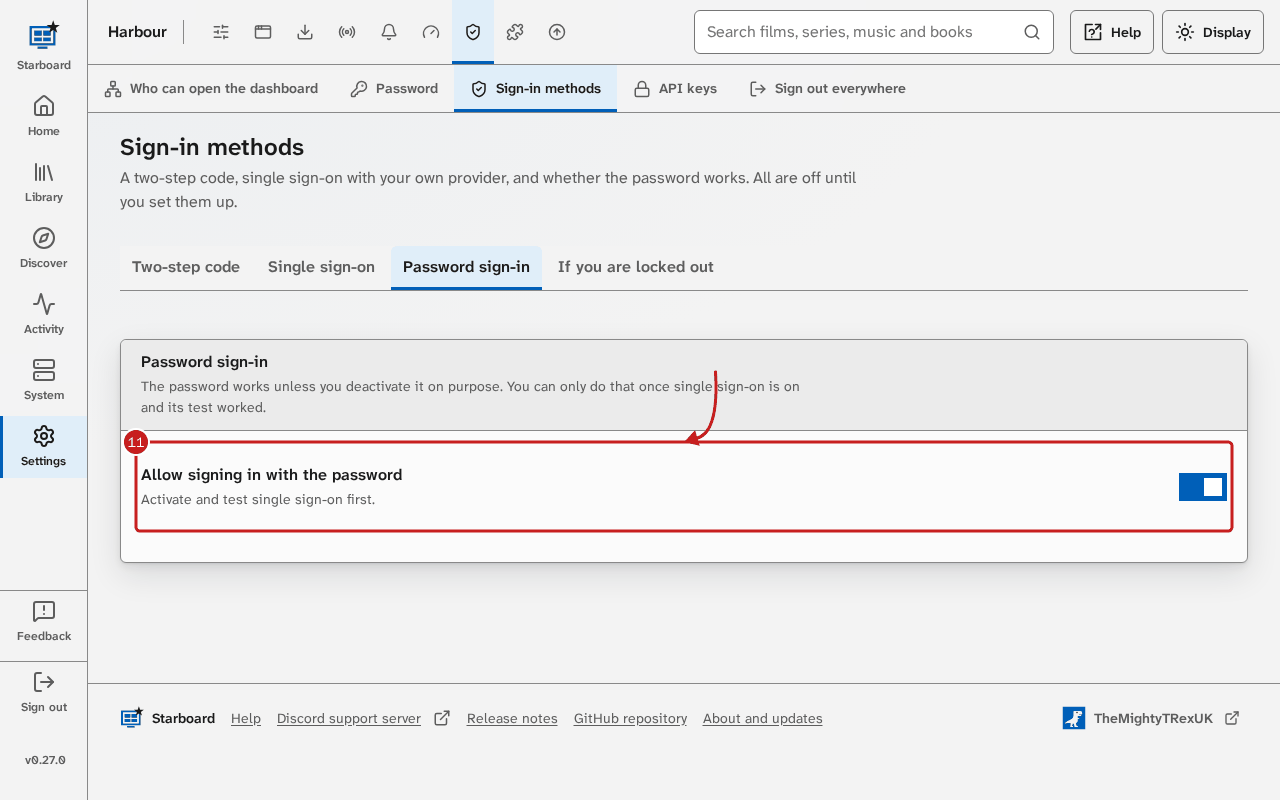 Starboard
Home
Library
Discover
Activity
System
Settings
Feedback
Sign out
v0.27.0
Harbour
Search films, series, music and books
Help
Display
Who can open the dashboard
Password
Sign-in methods
API keys
Sign out everywhere
Sign-in methods
A two-step code, single sign-on with your own provider, and whether the password works. All are off until
you set them up.
Two-step code
Single sign-on
Password sign-in
If you are locked out
Password sign-in
The password works unless you deactivate it on purpose. You can only do that once single sign-on is on
and its test worked.
11
Allow signing in with the password
Activate and test single sign-on first.
Starboard
Help
Discord support server
Release notes
GitHub repository
About and updates
TheMightyTRexUK